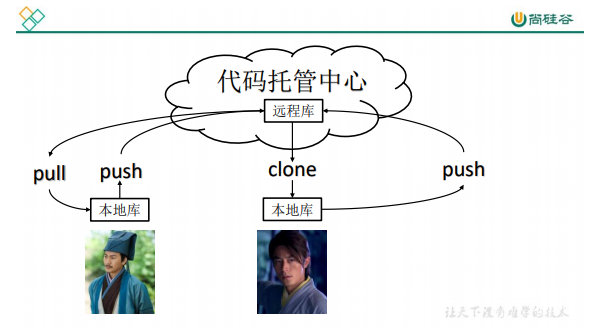 尚硅谷
代码托管中心
远程库
pull
push
clone
push
本地库
本地库
让天下没有难学的技术